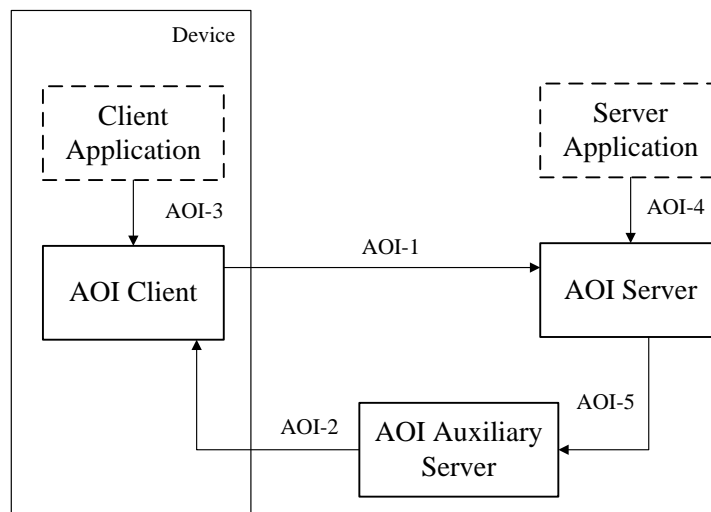 Device
Client
Application
Server
Application
AOI-3
AOI-4
AOI-1
AOI Client
AOI Server
AOI-5
AOI-2
AOI Auxiliary
Server